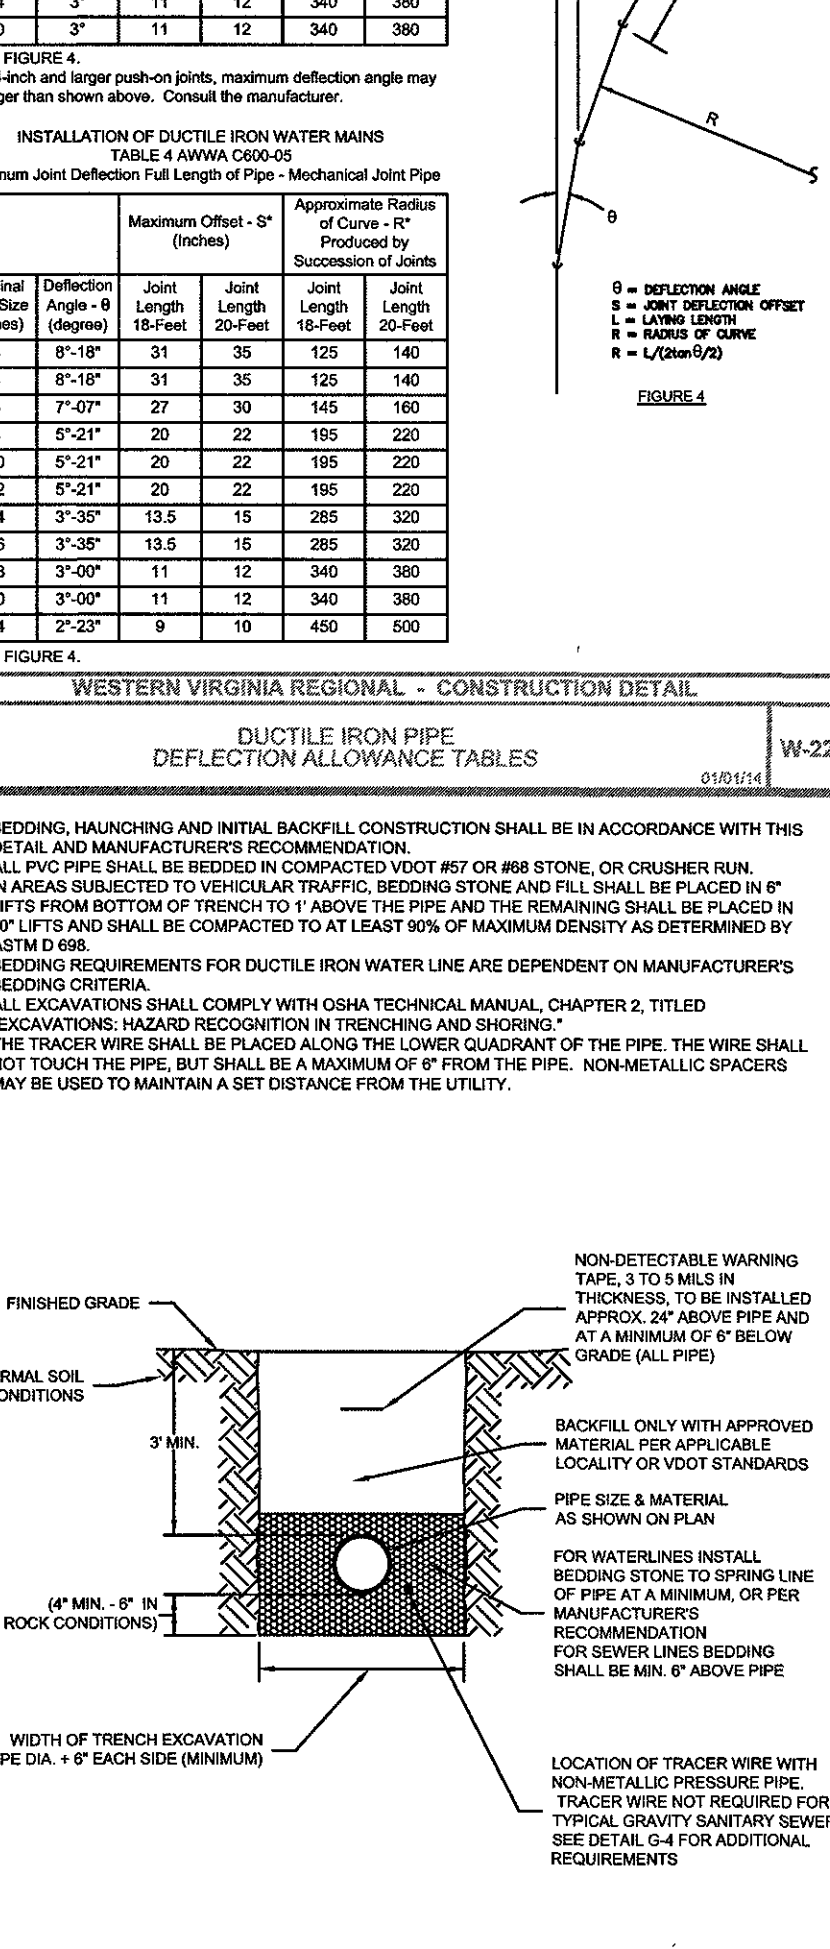 3° 11 12 340 380
3° 11 12 340 380
FIGURE 4.
-inch and larger push-on joints, maximum deflection angle may
ger than shown above. Consult the manufacturer.
INSTALLATION OF DUCTILE IRON WATER MAINS
TABLE 4 AWWA C600-05
num Joint Deflection Full Length of Pipe - Mechanical Joint Pipe
Maximum Offset - S*
(Inches)
Approximate Radius
of Curve - R*
Produced by
Succession of Joints
inal
Size
es)
Deflection
Angle - θ
(degree)
Joint
Length
18-Feet
Joint
Length
20-Feet
Joint
Length
18-Feet
Joint
Length
20-Feet
8°-18" 31 35 125 140
8°-18" 31 35 125 140
7°-07" 27 30 145 160
5°-21" 20 22 195 220
0 5°-21" 20 22 195 220
2 5°-21" 20 22 195 220
4 3°-35" 13.5 15 285 320
6 3°-35" 13.5 15 285 320
8 3°-00" 11 12 340 380
0 3°-00" 11 12 340 380
4 2°-23" 9 10 450 500
FIGURE 4.
R
S
θ
θ = DEFLECTION ANGLE
S = JOINT DEFLECTION OFFSET
L = LAYING LENGTH
R = RADIUS OF CURVE
R = L/(2tanθ/2)
FIGURE 4
WESTERN VIRGINIA REGIONAL - CONSTRUCTION DETAIL
DUCTILE IRON PIPE
DEFLECTION ALLOWANCE TABLES
01/01/14
W-22
BEDDING, HAUNCHING AND INITIAL BACKFILL CONSTRUCTION SHALL BE IN ACCORDANCE WITH THIS
DETAIL AND MANUFACTURER'S RECOMMENDATION.
ALL PVC PIPE SHALL BE BEDDED IN COMPACTED VDOT #57 OR #68 STONE, OR CRUSHER RUN.
N AREAS SUBJECTED TO VEHICULAR TRAFFIC, BEDDING STONE AND FILL SHALL BE PLACED IN 6"
LIFTS FROM BOTTOM OF TRENCH TO 1' ABOVE THE PIPE AND THE REMAINING SHALL BE PLACED IN
0" LIFTS AND SHALL BE COMPACTED TO AT LEAST 90% OF MAXIMUM DENSITY AS DETERMINED BY
ASTM D 698.
BEDDING REQUIREMENTS FOR DUCTILE IRON WATER LINE ARE DEPENDENT ON MANUFACTURER'S
BEDDING CRITERIA.
ALL EXCAVATIONS SHALL COMPLY WITH OSHA TECHNICAL MANUAL, CHAPTER 2, TITLED
EXCAVATIONS: HAZARD RECOGNITION IN TRENCHING AND SHORING."
THE TRACER WIRE SHALL BE PLACED ALONG THE LOWER QUADRANT OF THE PIPE. THE WIRE SHALL
NOT TOUCH THE PIPE, BUT SHALL BE A MAXIMUM OF 6" FROM THE PIPE. NON-METALLIC SPACERS
MAY BE USED TO MAINTAIN A SET DISTANCE FROM THE UTILITY.
NON-DETECTABLE WARNING
TAPE, 3 TO 5 MILS IN
THICKNESS, TO BE INSTALLED
APPROX. 24" ABOVE PIPE AND
AT A MINIMUM OF 6" BELOW
GRADE (ALL PIPE)
FINISHED GRADE
RMAL SOIL
ONDITIONS
3' MIN.
BACKFILL ONLY WITH APPROVED
MATERIAL PER APPLICABLE
LOCALITY OR VDOT STANDARDS
PIPE SIZE & MATERIAL
AS SHOWN ON PLAN
FOR WATERLINES INSTALL
BEDDING STONE TO SPRING LINE
OF PIPE AT A MINIMUM, OR PER
MANUFACTURER'S
RECOMMENDATION
FOR SEWER LINES BEDDING
SHALL BE MIN. 6" ABOVE PIPE
(4" MIN. - 6" IN
ROCK CONDITIONS)
WIDTH OF TRENCH EXCAVATION
PE DIA. + 6" EACH SIDE (MINIMUM)
LOCATION OF TRACER WIRE WITH
NON-METALLIC PRESSURE PIPE.
TRACER WIRE NOT REQUIRED FOR
TYPICAL GRAVITY SANITARY SEWER
SEE DETAIL G-4 FOR ADDITIONAL
REQUIREMENTS